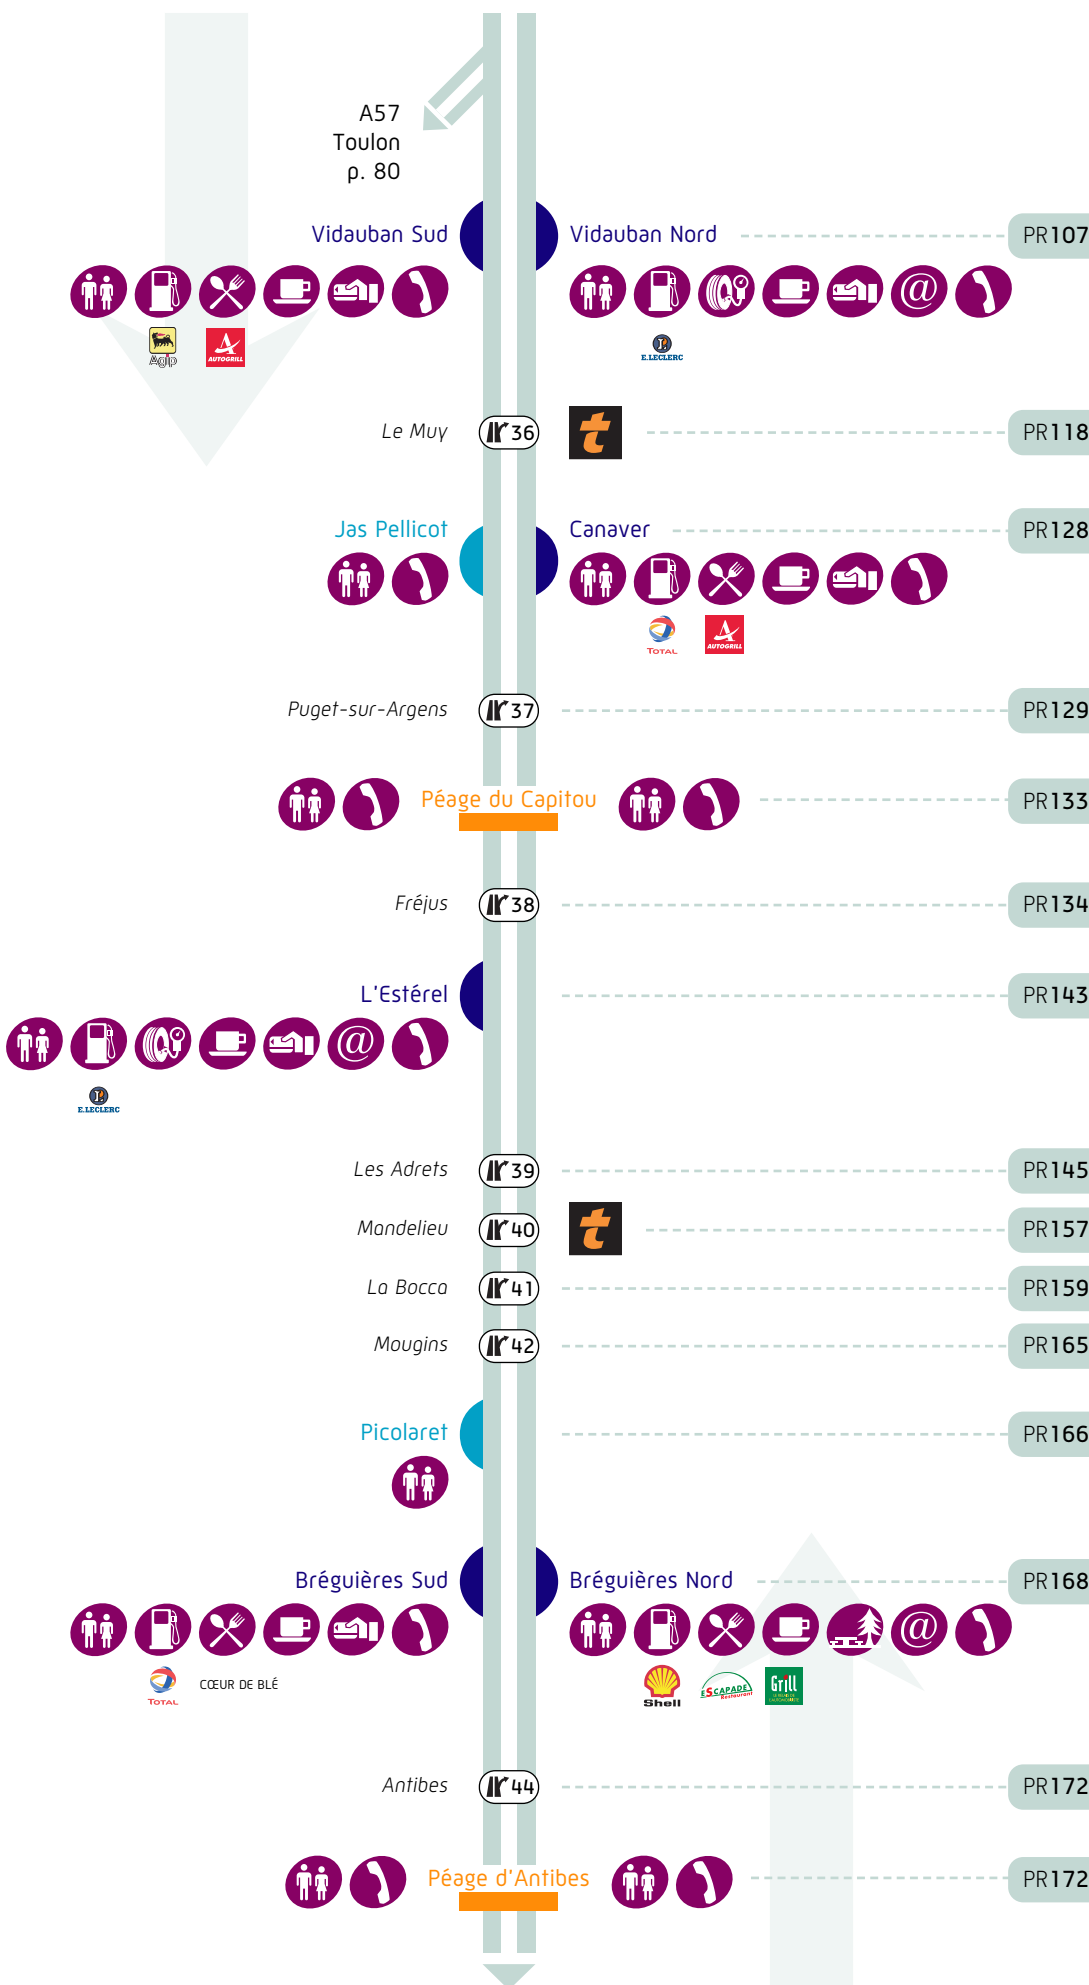 A57
Toulon
p. 80
Vidauban Sud
Vidauban Nord
PR107
@
Agip
AUTOGRILL
E.LECLERC
Le Muy
36
t
PR118
Jas Pellicot
Canaver
PR128
TOTAL
AUTOGRILL
Puget-sur-Argens
37
PR129
Péage du Capitou
PR133
Fréjus
38
PR134
L'Estérel
PR143
@
E.LECLERC
Les Adrets
39
PR145
Mandelieu
40
t
PR157
La Bocca
41
PR159
Mougins
42
PR165
Picolaret
PR166
Bréguières Sud
Bréguières Nord
PR168
@
TOTAL
CŒUR DE BLÉ
Shell
ESCAPADE
Restaurant
Grill
Antibes
44
PR172
Péage d'Antibes
PR172